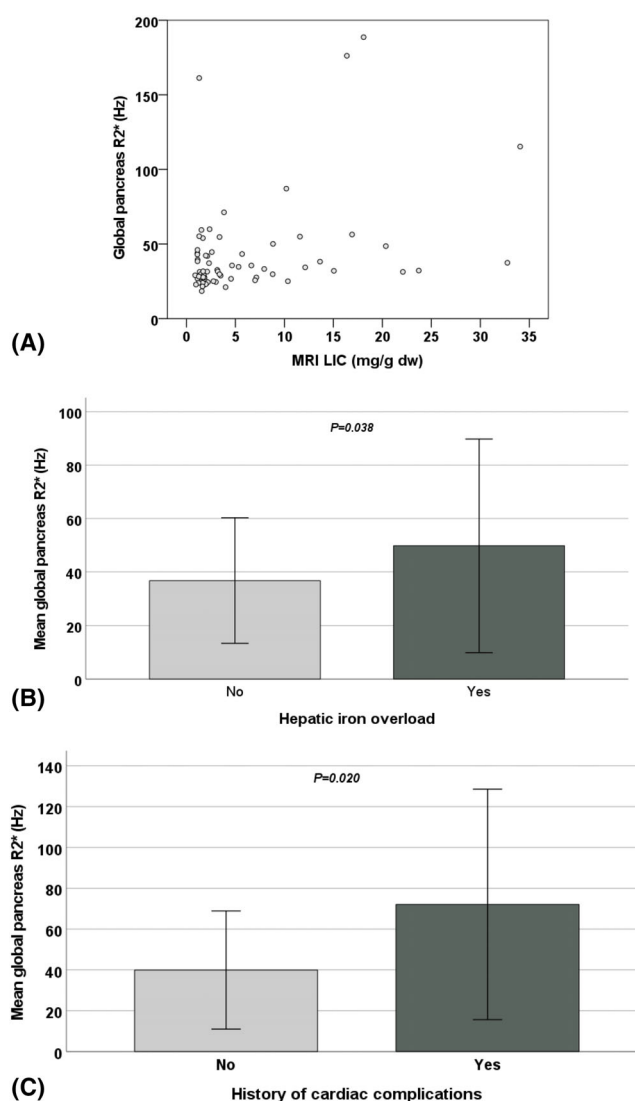 200
150
100
50
0
Global pancreas R2* (Hz)
0 5 10 15 20 25 30 35
MRI LIC (mg/g dw)
(A)
100
80
60
40
20
0
Mean global pancreas R2* (Hz)
P=0.038
No Yes
Hepatic iron overload
(B)
140
120
100
80
60
40
20
0
Mean global pancreas R2* (Hz)
P=0.020
No Yes
History of cardiac complications
(C)